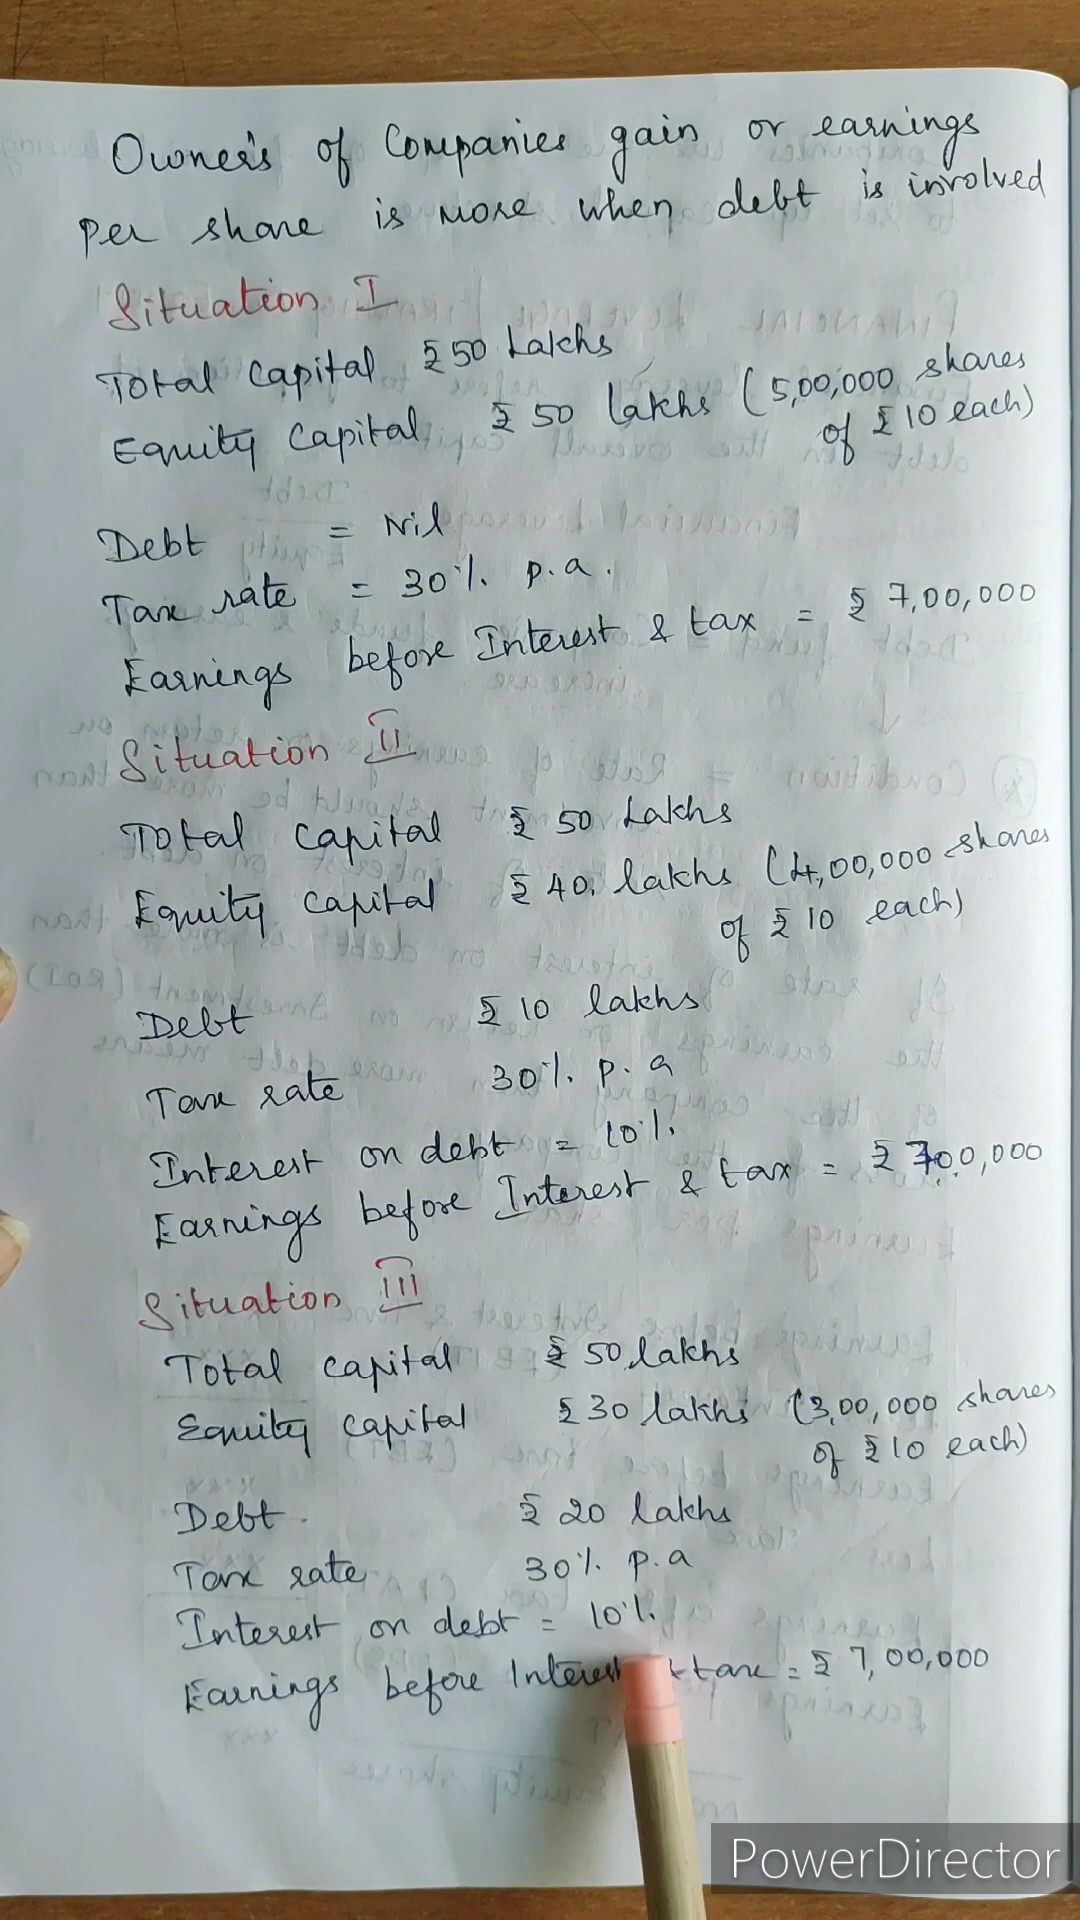 Owner's of Companies gain or earnings
per share is more when debt is involved
Situation I
Total Capital ₹ 50 Lakhs
Equity Capital ₹ 50 lakhs (5,00,000 shares
of ₹ 10 each)
Debt = Nil
Tax rate = 30% p.a.
Earnings before Interest & tax = ₹ 7,00,000
Situation II
Total capital ₹ 50 Lakhs
Equity capital ₹ 40 lakhs (4,00,000 shares
of ₹ 10 each)
Debt ₹ 10 lakhs
Tax rate 30% p.a
Interest on debt = 10%
Earnings before Interest & tax = ₹ 700,000
Situation III
Total capital ₹ 50 lakhs
Equity capital ₹ 30 lakhs (3,00,000 shares
of ₹ 10 each)
Debt ₹ 20 lakhs
Tax rate 30% p.a
Interest on debt = 10%
Earnings before Interest & tax = ₹ 7,00,000
PowerDirector